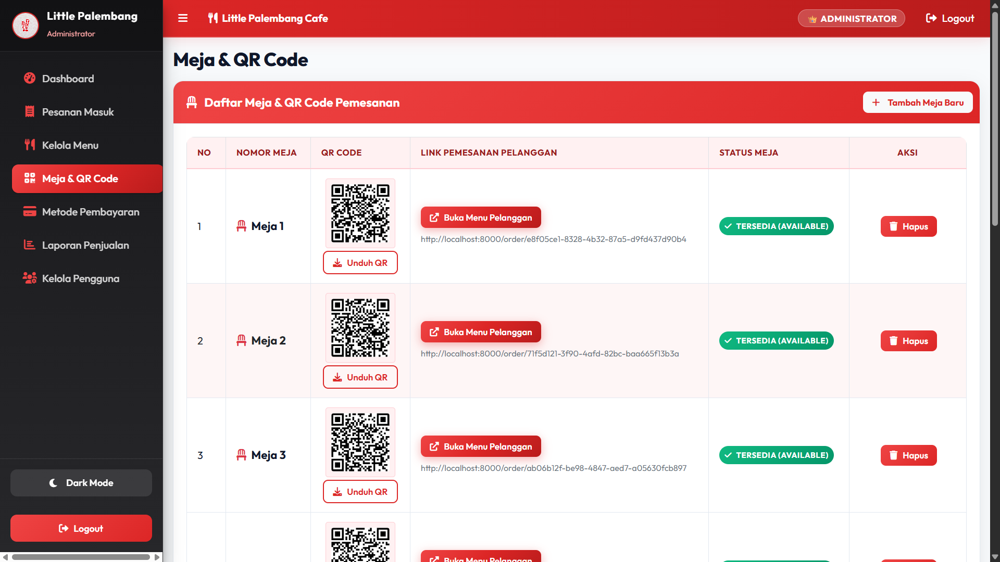 Little Palembang
Administrator
Dashboard
Pesanan Masuk
Kelola Menu
Meja & QR Code
Metode Pembayaran
Laporan Penjualan
Kelola Pengguna
Dark Mode
Logout
Little Palembang Cafe
ADMINISTRATOR
Logout
Meja & QR Code
Daftar Meja & QR Code Pemesanan
Tambah Meja Baru
NO NOMOR MEJA QR CODE LINK PEMESANAN PELANGGAN STATUS MEJA AKSI
1 Meja 1
Unduh QR
Buka Menu Pelanggan
http://localhost:8000/order/e8f05ce1-8328-4b32-87a5-d9fd437d90b4
TERSEDIA (AVAILABLE)
Hapus
2 Meja 2
Unduh QR
Buka Menu Pelanggan
http://localhost:8000/order/71f5d121-3f90-4afd-82bc-baa665f13b3a
TERSEDIA (AVAILABLE)
Hapus
3 Meja 3
Unduh QR
Buka Menu Pelanggan
http://localhost:8000/order/ab06b12f-be98-4847-aed7-a05630fcb897
TERSEDIA (AVAILABLE)
Hapus
Buka Menu Pelanggan